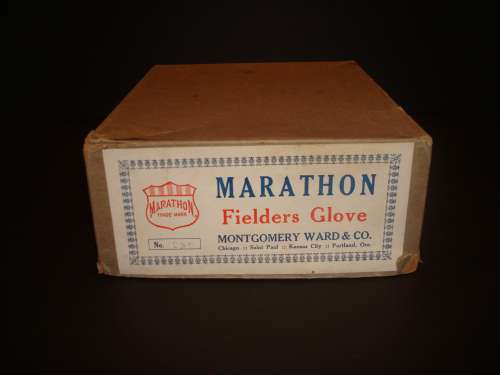 MARATHON
TRADE MARK
No.
MARATHON
Fielders Glove
MONTGOMERY WARD & CO.
Chicago :: Saint Paul :: Kansas City :: Portland, Ore.